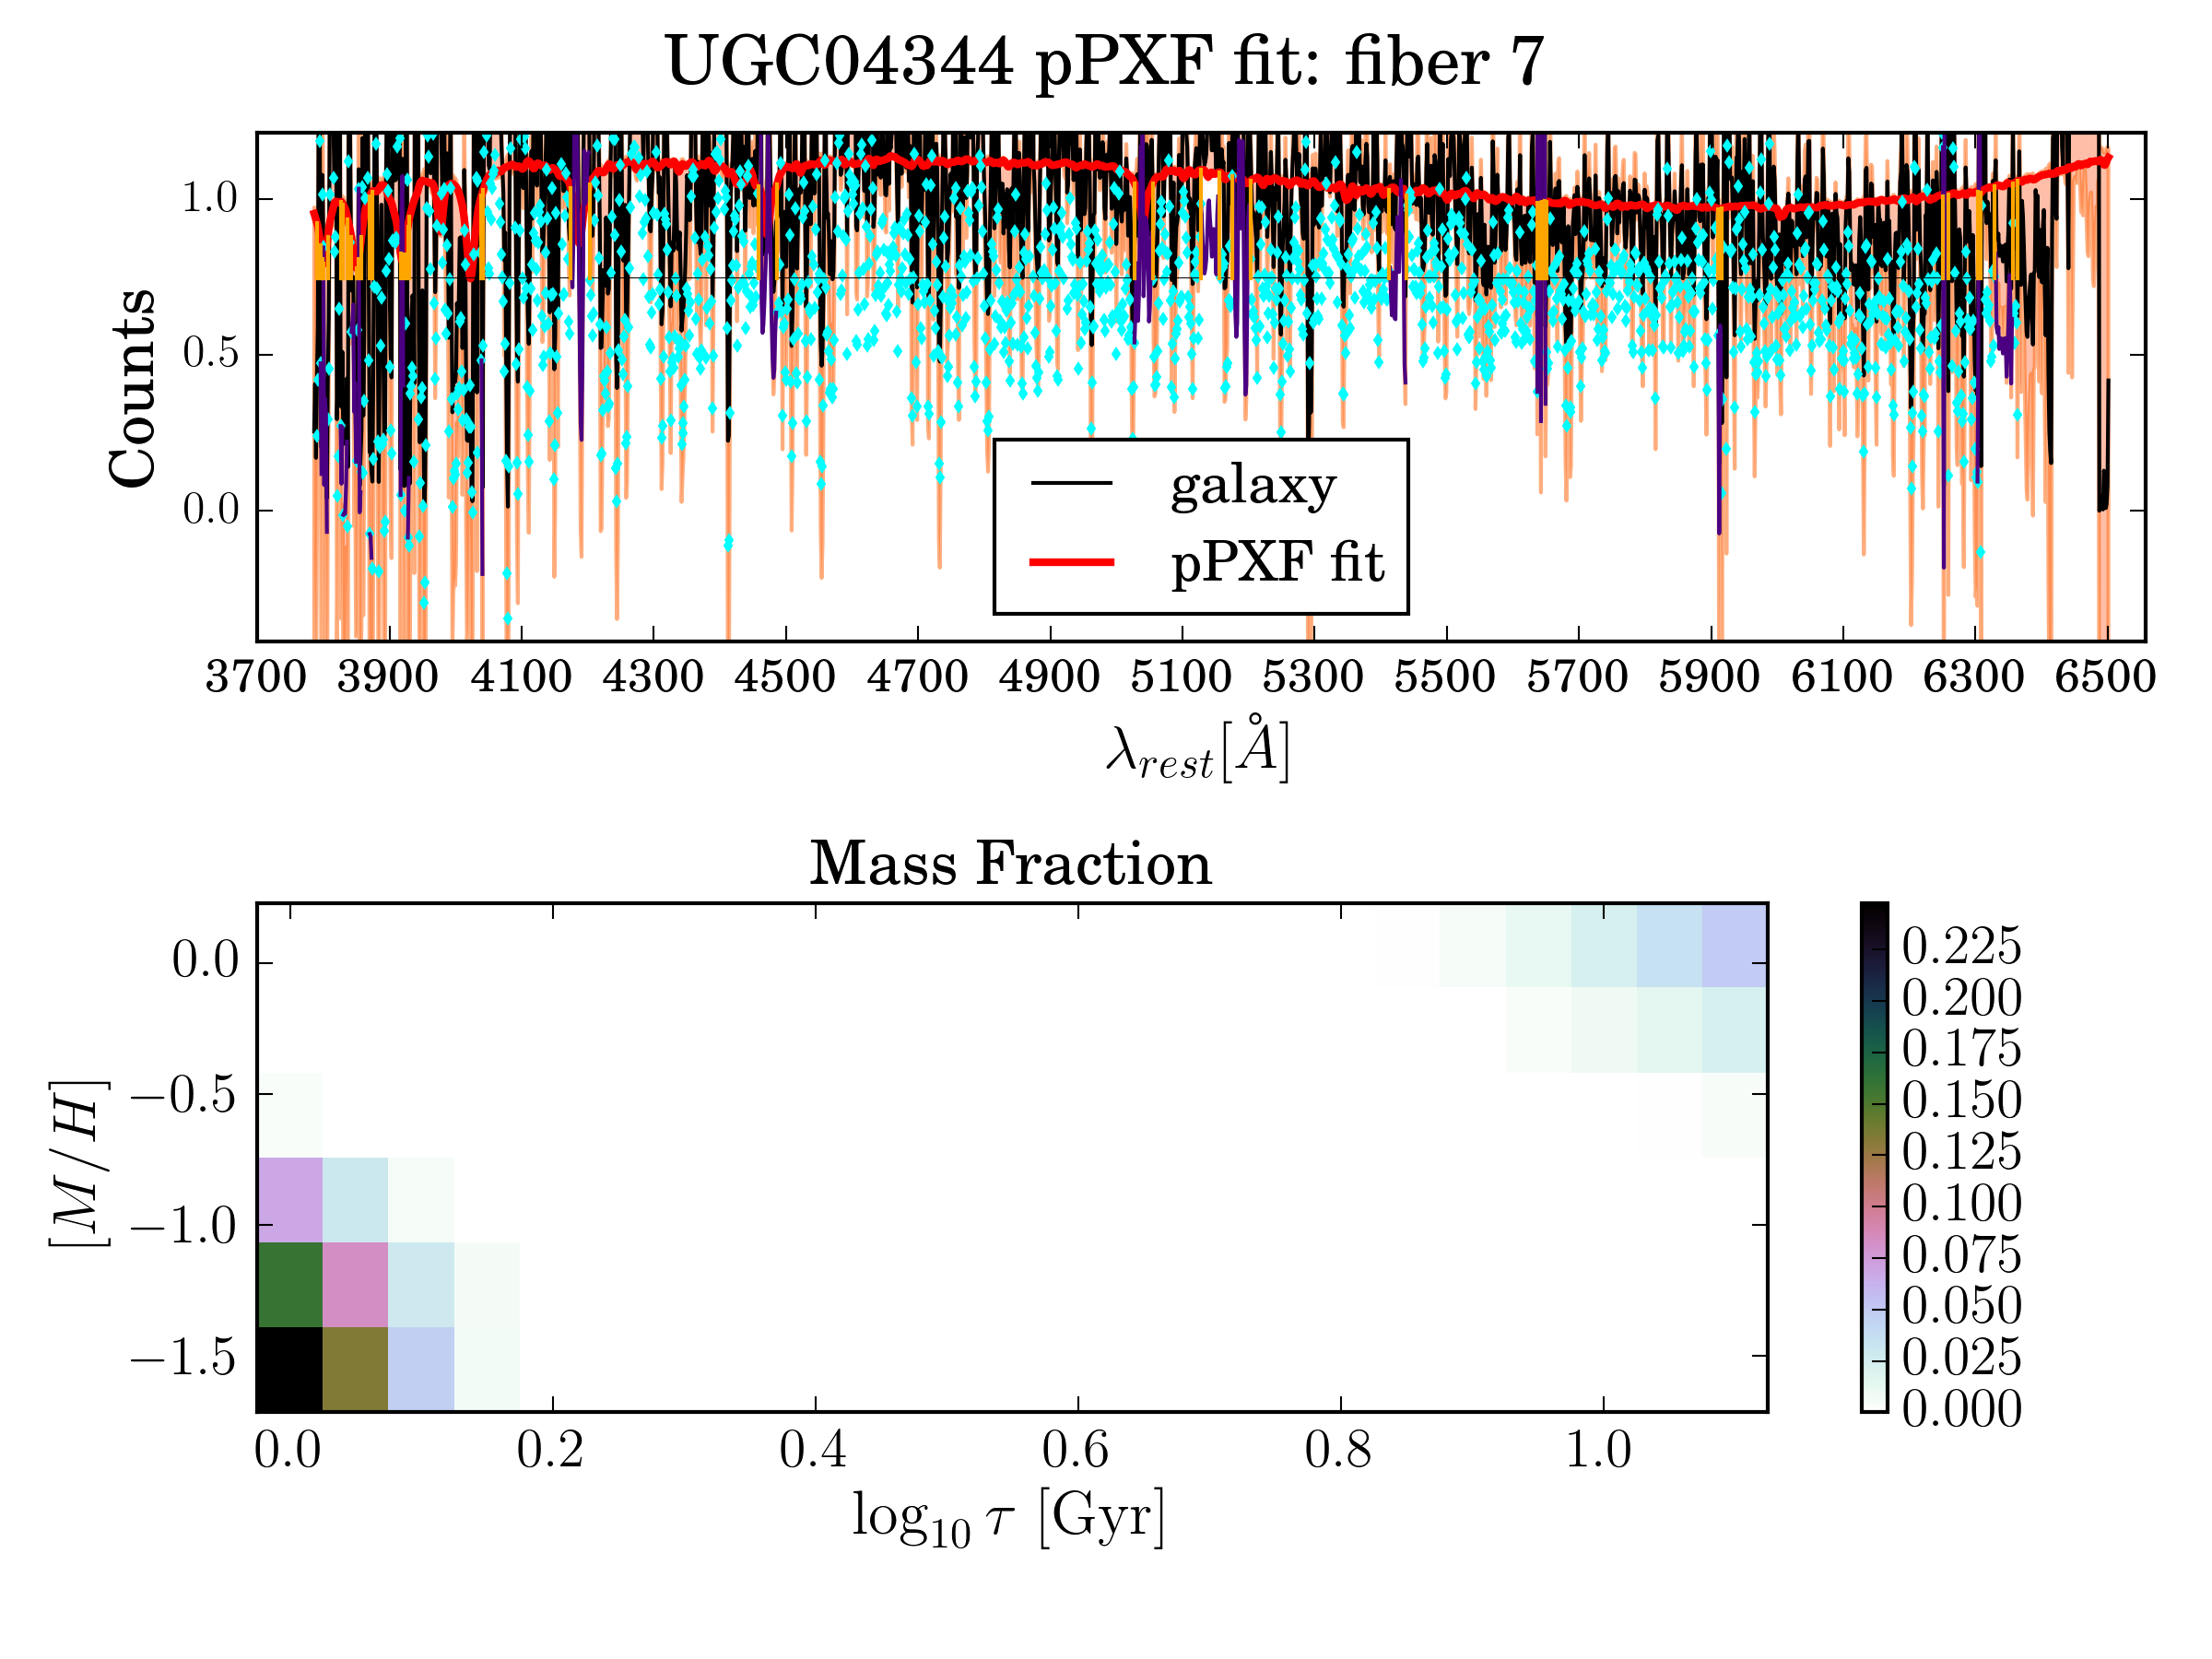 UGC04344 pPXF fit: fiber 7
Counts
1.0
0.5
0.0
galaxy
pPXF fit
3700 3900 4100 4300 4500 4700 4900 5100 5300 5500 5700 5900 6100 6300 6500
λ_rest[Å]
Mass Fraction
[M/H]
0.0
−0.5
−1.0
−1.5
0.0 0.2 0.4 0.6 0.8 1.0
log₁₀ τ [Gyr]
0.225
0.200
0.175
0.150
0.125
0.100
0.075
0.050
0.025
0.000